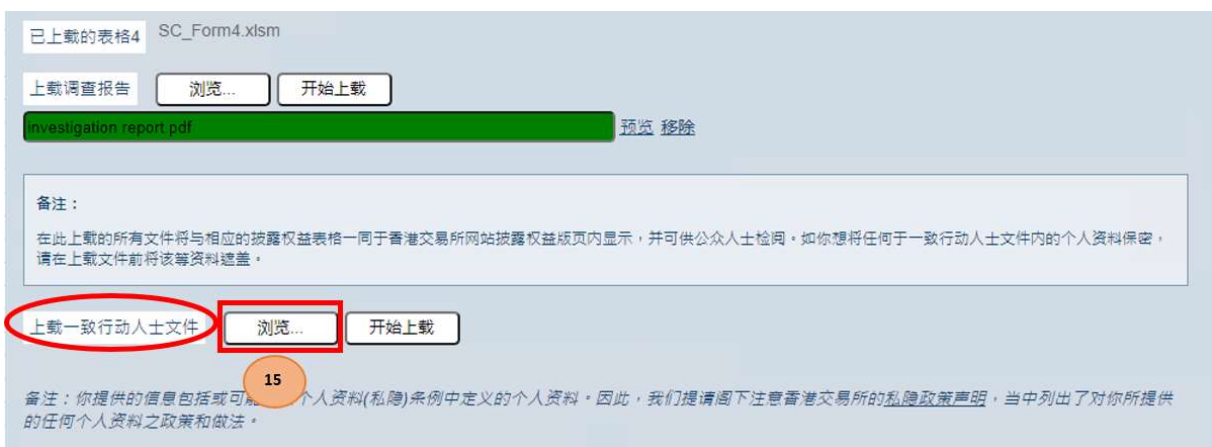 已上载的表格4 SC_Form4.xlsm
上载调查报告 浏览... 开始上载
investigation report.pdf 预览 移除
备注：
在此上载的所有文件将与相应的披露权益表格一同于香港交易所网站披露权益版页内显示，并可供公众人士检阅。如你想将任何于一致行动人士文件内的个人资料保密，
请在上载文件前将该等资料遮盖。
上载一致行动人士文件 浏览... 开始上载
15
备注：你提供的信息包括或可能 个人资料(私隐)条例中定义的个人资料。因此，我们提请阁下注意香港交易所的私隐政策声明，当中列出了对你所提供
的任何个人资料之政策和做法。